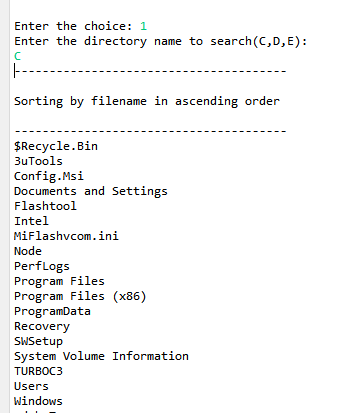 Enter the choice: 1
Enter the directory name to search(C,D,E):
C
---------------------------------------
Sorting by filename in ascending order
---------------------------------------
$Recycle.Bin
3uTools
Config.Msi
Documents and Settings
Flashtool
Intel
MiFlashvcom.ini
Node
PerfLogs
Program Files
Program Files (x86)
ProgramData
Recovery
SWSetup
System Volume Information
TURBOC3
Users
Windows